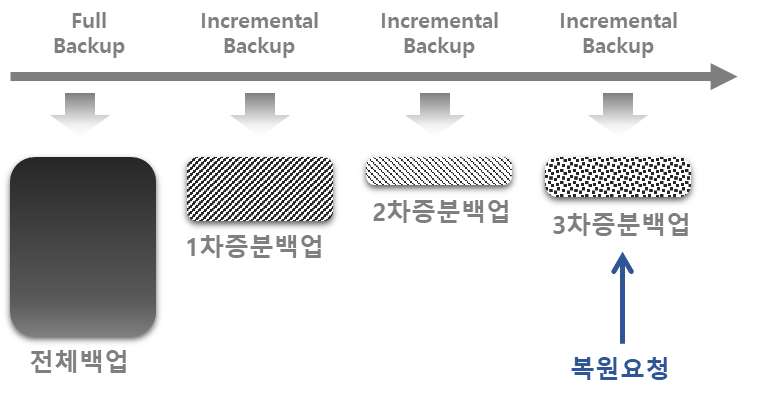 Full
Backup
Incremental
Backup
Incremental
Backup
Incremental
Backup
전체백업
1차증분백업
2차증분백업
3차증분백업
복원요청